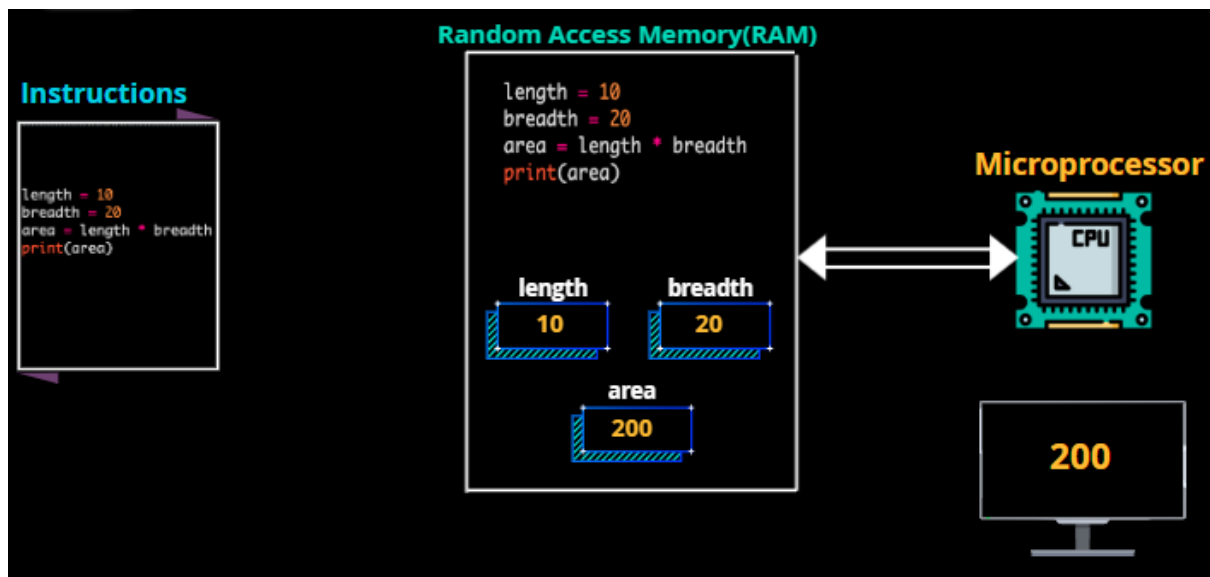 Random Access Memory(RAM)
Instructions
length = 10
breadth = 20
area = length * breadth
print(area)
length = 10
breadth = 20
area = length * breadth
print(area)
length
breadth
10
20
area
200
Microprocessor
CPU
200